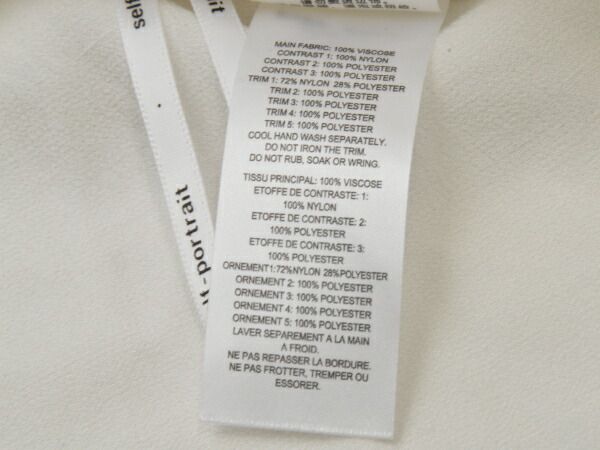 MAIN FABRIC: 100% VISCOSE
CONTRAST 1: 100% NYLON
CONTRAST 2: 100% POLYESTER
CONTRAST 3: 100% POLYESTER
TRIM 1: 72% NYLON 28% POLYESTER
TRIM 2: 100% POLYESTER
TRIM 3: 100% POLYESTER
TRIM 4: 100% POLYESTER
TRIM 5: 100% POLYESTER
COOL HAND WASH SEPARATELY.
DO NOT IRON THE TRIM.
DO NOT RUB, SOAK OR WRING.
TISSU PRINCIPAL: 100% VISCOSE
ETOFFE DE CONTRASTE: 1:
100% NYLON
ETOFFE DE CONTRASTE: 2:
100% POLYESTER
ETOFFE DE CONTRASTE: 3:
100% POLYESTER
ORNEMENT1:72%NYLON 28%POLYESTER
ORNEMENT 2: 100% POLYESTER
ORNEMENT 3: 100% POLYESTER
ORNEMENT 4: 100% POLYESTER
ORNEMENT 5: 100% POLYESTER
LAVER SEPAREMENT A LA MAIN
A FROID.
NE PAS REPASSER LA BORDURE.
NE PAS FROTTER, TREMPER OU
ESSORER.
self
-portrait